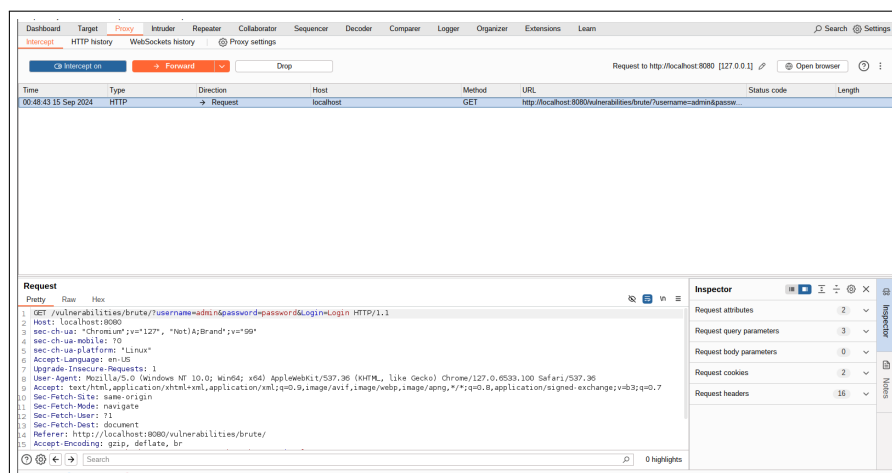 Dashboard Target Proxy Intruder Repeater Collaborator Sequencer Decoder Comparer Logger Organizer Extensions Learn Search Settings
Intercept HTTP history WebSockets history Proxy settings
Intercept on Forward Drop Request to http://localhost:8080 [127.0.0.1] Open browser
Time Type Direction Host Method URL Status code Length
00:48:43 15 Sep 2024 HTTP → Request localhost GET http://localhost:8080/vulnerabilities/brute/?username=admin&passw...
Request
Pretty Raw Hex
1 GET /vulnerabilities/brute/?username=admin&password=password&Login=Login HTTP/1.1
2 Host: localhost:8080
3 sec-ch-ua: "Chromium";v="127", "Not)A;Brand";v="99"
4 sec-ch-ua-mobile: ?0
5 sec-ch-ua-platform: "Linux"
6 Accept-Language: en-US
7 Upgrade-Insecure-Requests: 1
8 User-Agent: Mozilla/5.0 (Windows NT 10.0; Win64; x64) AppleWebKit/537.36 (KHTML, like Gecko) Chrome/127.0.6533.100 Safari/537.36
9 Accept: text/html,application/xhtml+xml,application/xml;q=0.9,image/avif,image/webp,image/apng,*/*;q=0.8,application/signed-exchange;v=b3;q=0.7
10 Sec-Fetch-Site: same-origin
11 Sec-Fetch-Mode: navigate
12 Sec-Fetch-User: ?1
13 Sec-Fetch-Dest: document
14 Referer: http://localhost:8080/vulnerabilities/brute/
15 Accept-Encoding: gzip, deflate, br
Search 0 highlights
Inspector
Request attributes 2
Request query parameters 3
Request body parameters 0
Request cookies 2
Request headers 16
Inspector
Notes